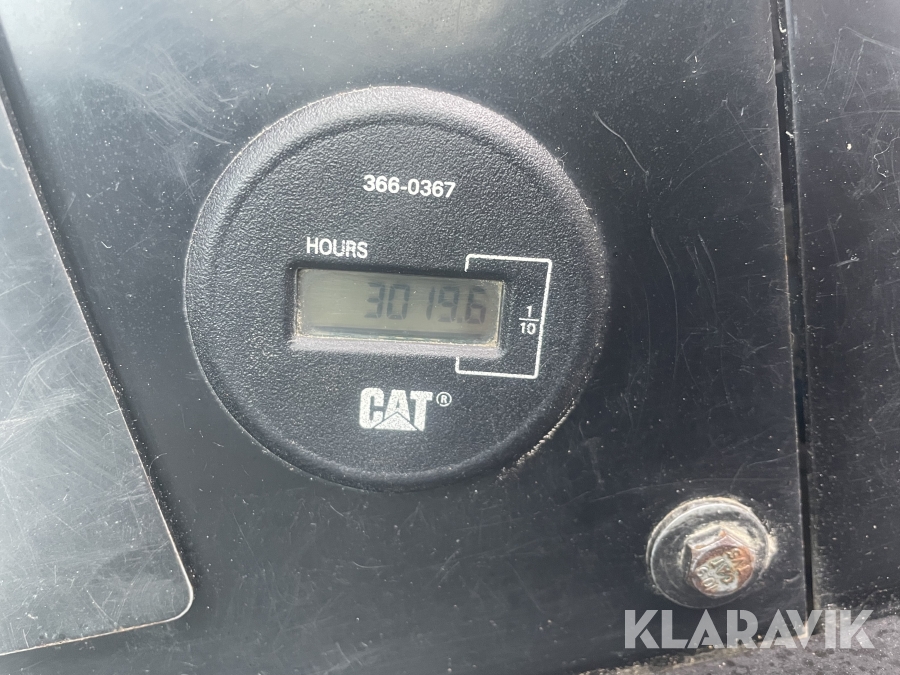 366-0367
HOURS
3019.6
1/10
CAT®
KLARAVIK